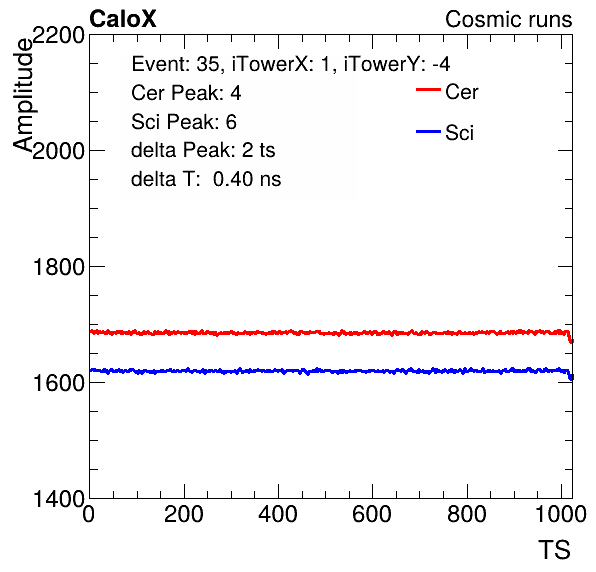 CaloX Cosmic runs
Amplitude
2200
2000
1800
1600
1400
Event: 35, iTowerX: 1, iTowerY: -4
Cer Peak: 4
Sci Peak: 6
delta Peak: 2 ts
delta T: 0.40 ns
Cer
Sci
0 200 400 600 800 1000
TS